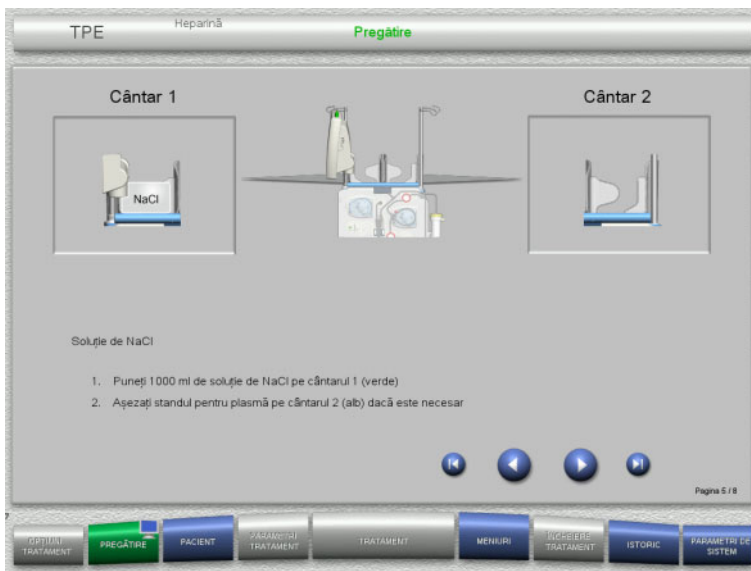 TPE
Heparină
Pregătire
Cântar 1
Cântar 2
NaCl
Soluție de NaCl
1. Puneți 1000 ml de soluție de NaCl pe cântarul 1 (verde)
2. Așezați standul pentru plasmă pe cântarul 2 (alb) dacă este necesar
Pagina 5 / 8
OPȚIUNI
TRATAMENT
PREGĂTIRE
PACIENT
PARAMETRI
TRATAMENT
TRATAMENT
MENIURI
ÎNCHEIERE
TRATAMENT
ISTORIC
PARAMETRI DE
SISTEM